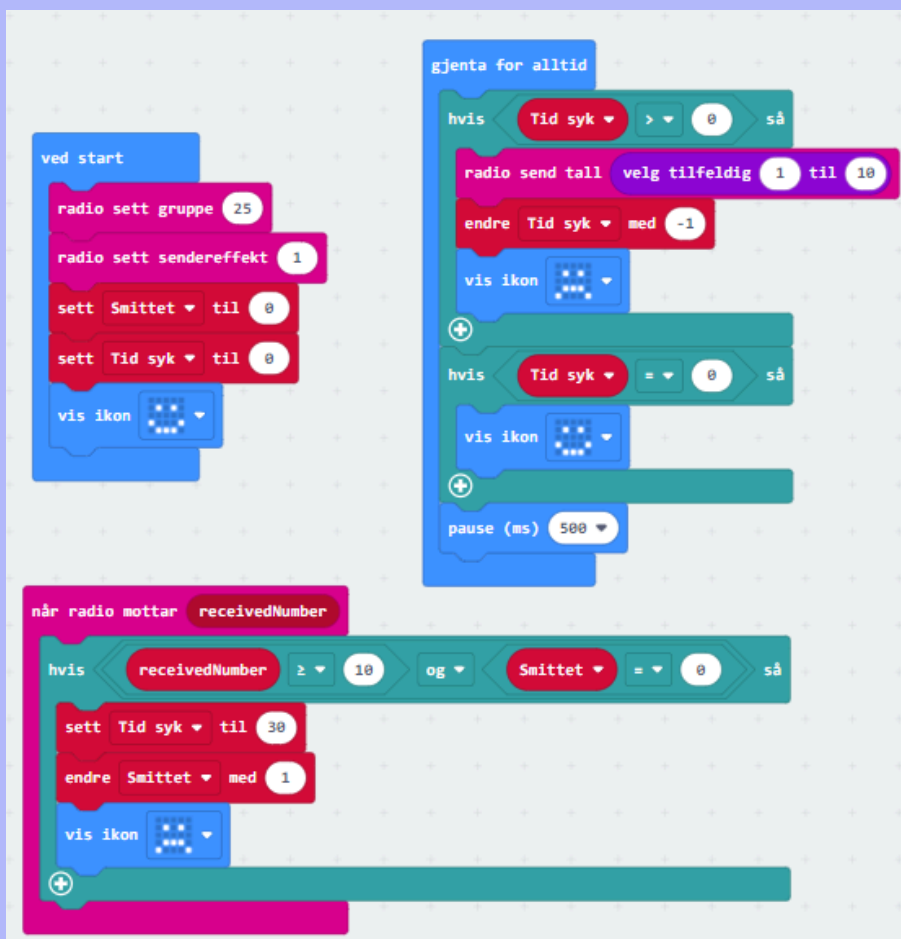 ved start
radio sett gruppe 25
radio sett sendereffekt 1
sett Smittet til 0
sett Tid syk til 0
vis ikon
gjenta for alltid
hvis Tid syk > 0 så
radio send tall velg tilfeldig 1 til 10
endre Tid syk med -1
vis ikon
hvis Tid syk = 0 så
vis ikon
pause (ms) 500
når radio mottar receivedNumber
hvis receivedNumber ≥ 10 og Smittet = 0 så
sett Tid syk til 30
endre Smittet med 1
vis ikon